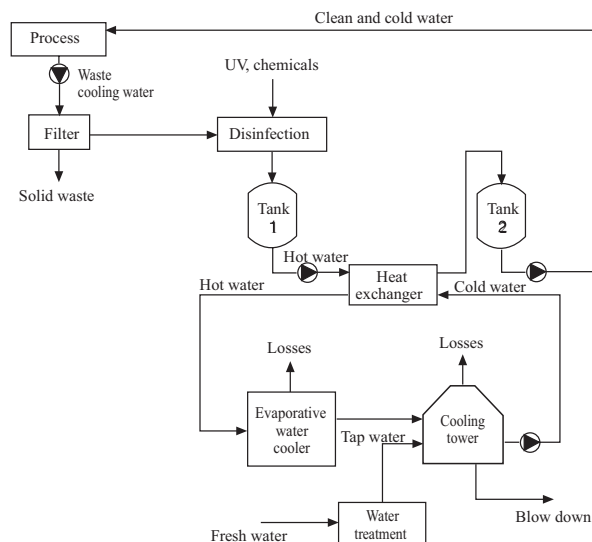 Clean and cold water
Process
UV, chemicals
Waste
cooling water
Filter
Disinfection
Solid waste
Tank
1
Tank
2
Hot water
Heat
exchanger
Hot water
Cold water
Losses
Losses
Evaporative
water
cooler
Tap water
Cooling
tower
Blow down
Fresh water
Water
treatment